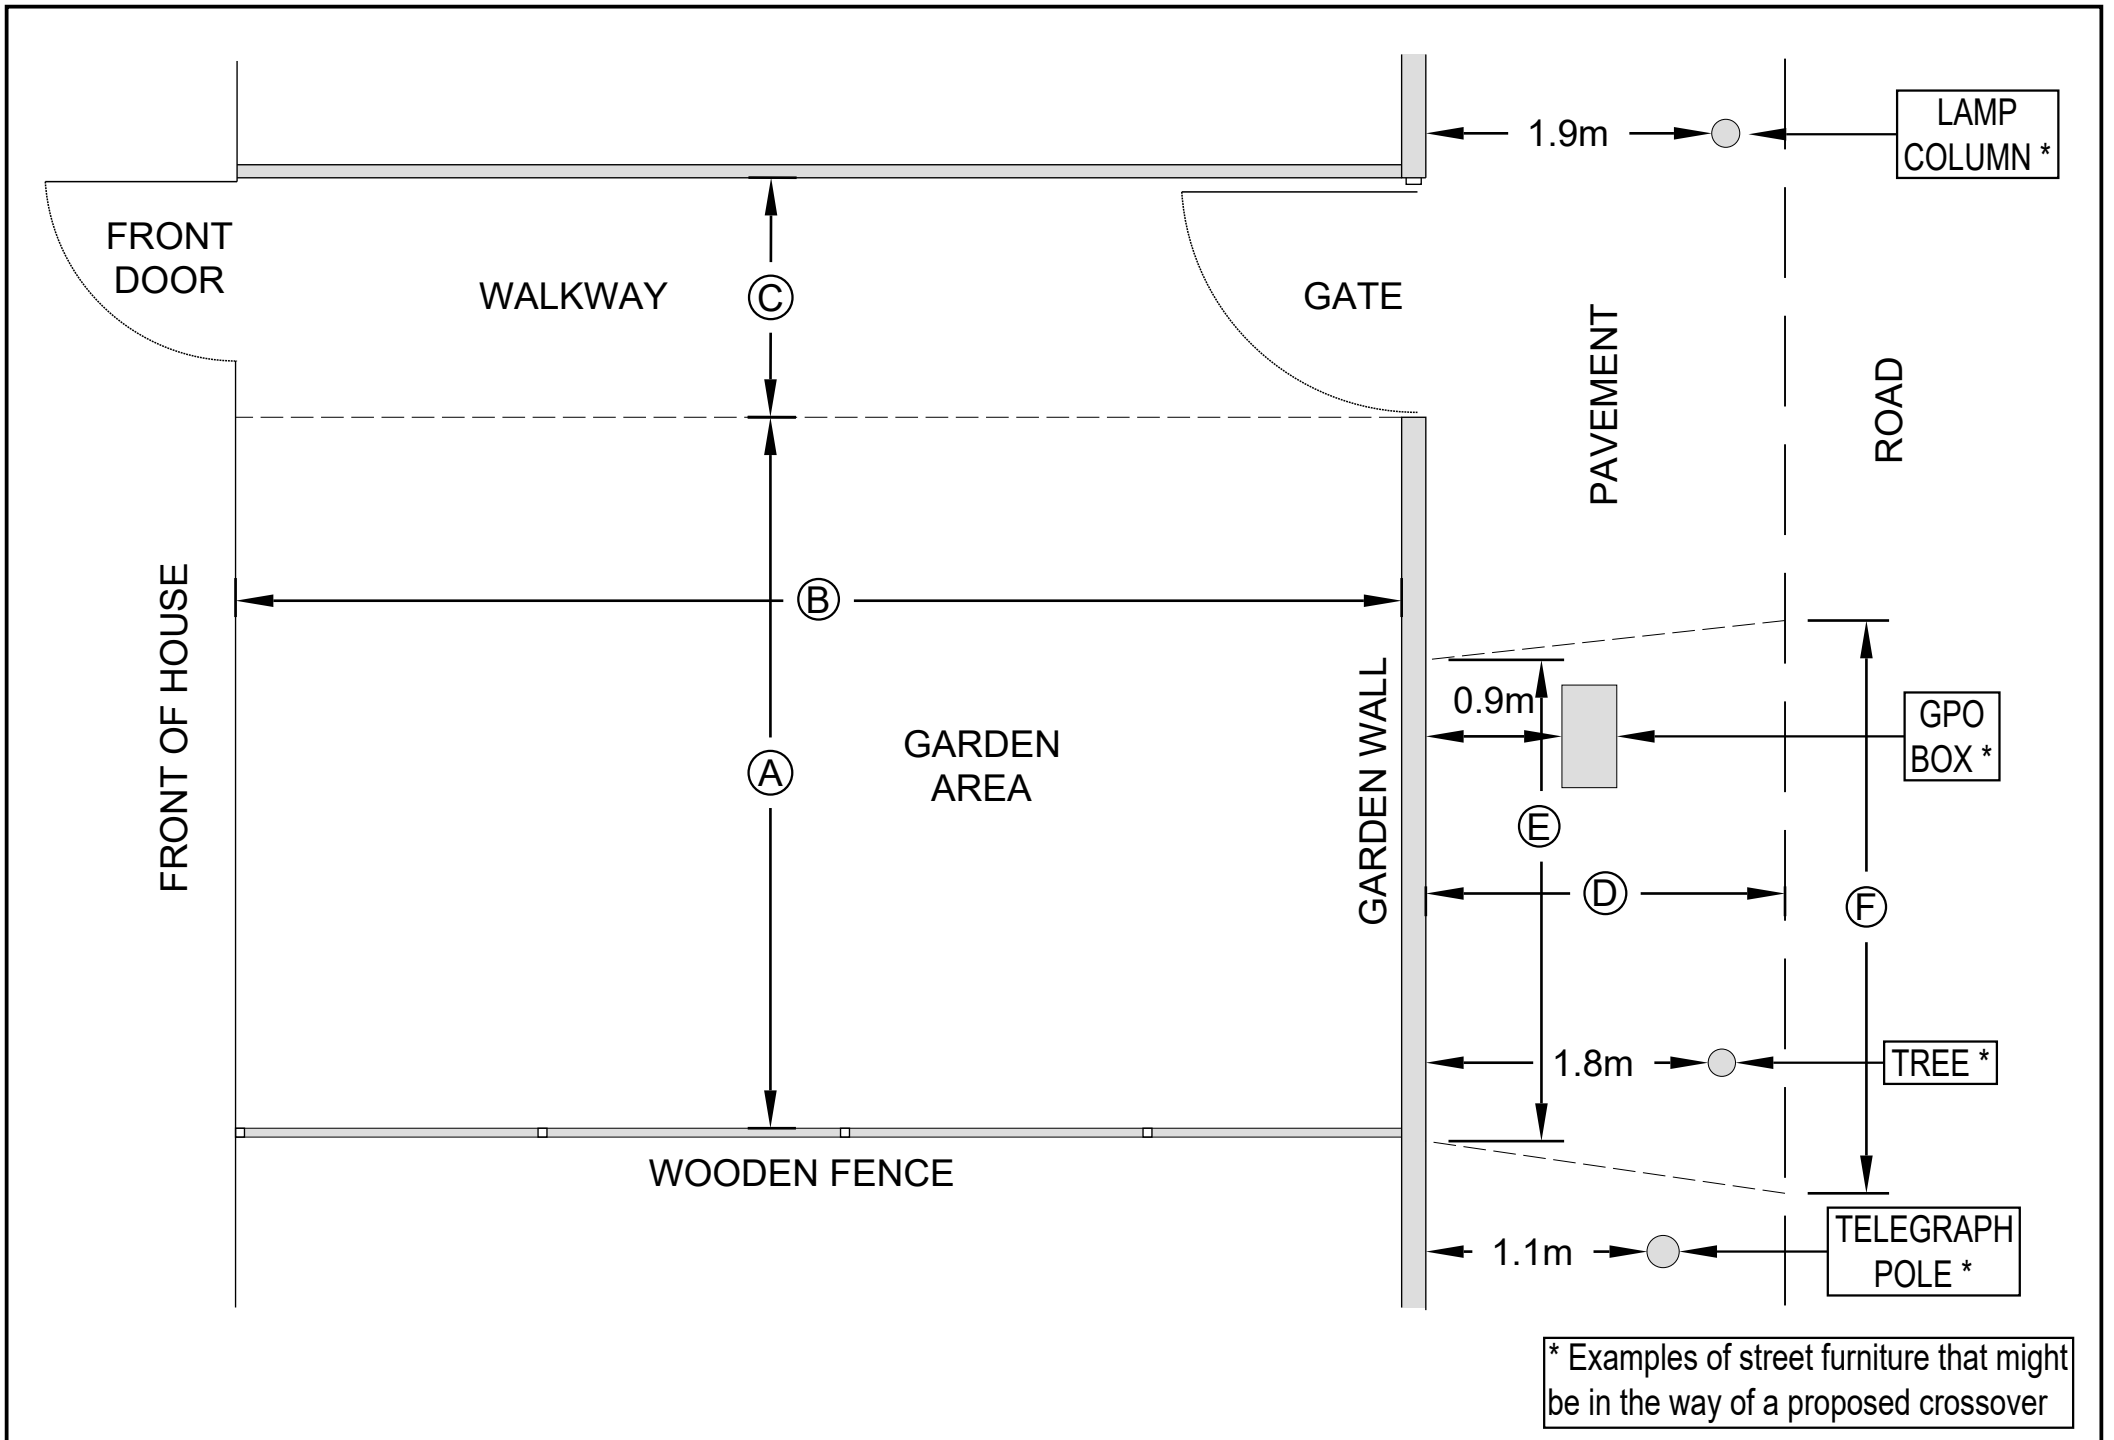 1.9m
LAMP
COLUMN *
FRONT
DOOR
WALKWAY
C
GATE
PAVEMENT
ROAD
FRONT OF HOUSE
B
GARDEN
AREA
A
GARDEN WALL
0.9m
GPO
BOX *
E
D
F
1.8m
TREE *
WOODEN FENCE
1.1m
TELEGRAPH
POLE *
* Examples of street furniture that might
be in the way of a proposed crossover